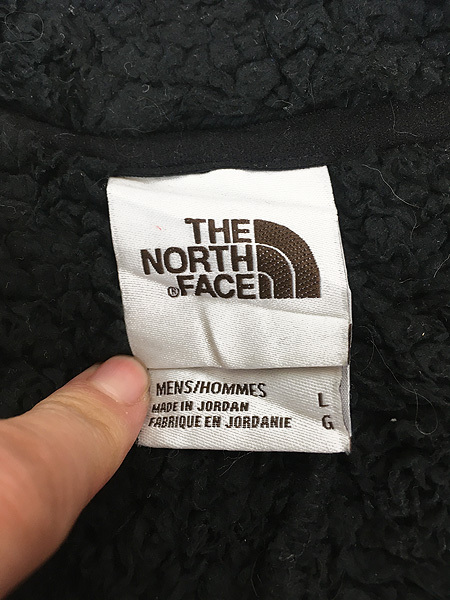 THE
NORTH
®FACE
MENS/HOMMES L
MADE IN JORDAN
FABRIQUE EN JORDANIE G